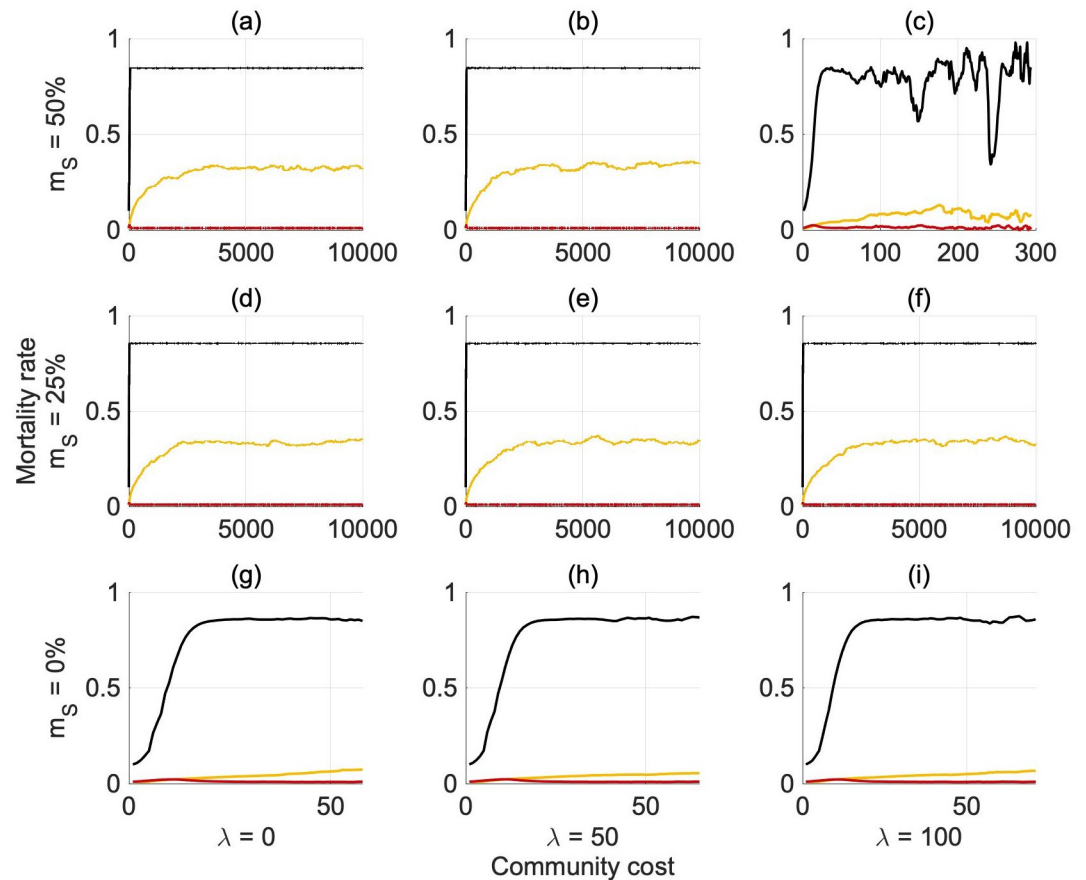 (a) (b) (c)
1 1 1
0.5 0.5 0.5
0 0 0
0 5000 10000 0 5000 10000 0 100 200 300
m_S = 50%
(d) (e) (f)
1 1 1
0.5 0.5 0.5
0 0 0
0 5000 10000 0 5000 10000 0 5000 10000
Mortality rate
m_S = 25%
(g) (h) (i)
1 1 1
0.5 0.5 0.5
0 0 0
0 50 0 50 0 50
m_S = 0%
λ = 0 λ = 50 λ = 100
Community cost